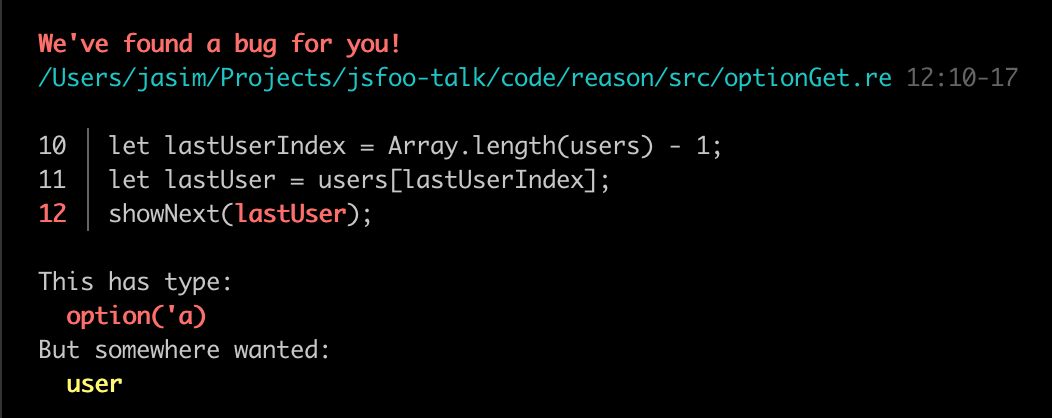 We've found a bug for you!
/Users/jasim/Projects/jsfoo-talk/code/reason/src/optionGet.re 12:10-17
10 │ let lastUserIndex = Array.length(users) - 1;
11 │ let lastUser = users[lastUserIndex];
12 │ showNext(lastUser);
This has type:
option('a)
But somewhere wanted:
user